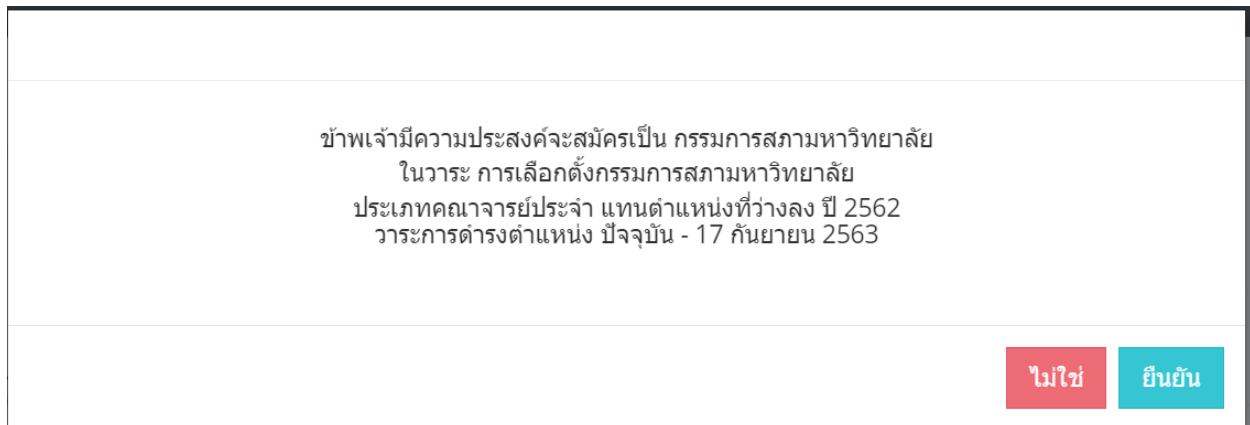 ข้าพเจ้ามีความประสงค์จะสมัครเป็น กรรมการสภามหาวิทยาลัย
ในวาระ การเลือกตั้งกรรมการสภามหาวิทยาลัย
ประเภทคณาจารย์ประจำ แทนตำแหน่งที่ว่างลง ปี 2562
วาระการดำรงตำแหน่ง ปัจจุบัน - 17 กันยายน 2563
ไม่ใช่
ยืนยัน